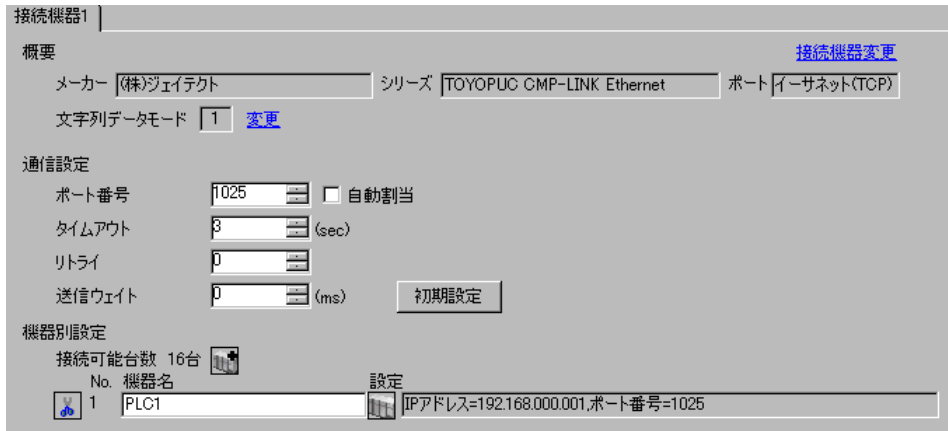 接続機器1
概要 接続機器変更
メーカー (株)ジェイテクト シリーズ TOYOPUC CMP-LINK Ethernet ポート イーサネット(TCP)
文字列データモード 1 変更
通信設定
ポート番号 1025 自動割当
タイムアウト 3 (sec)
リトライ 0
送信ウェイト 0 (ms) 初期設定
機器別設定
接続可能台数 16台
No. 機器名 設定
1 PLC1 IPアドレス=192.168.000.001,ポート番号=1025